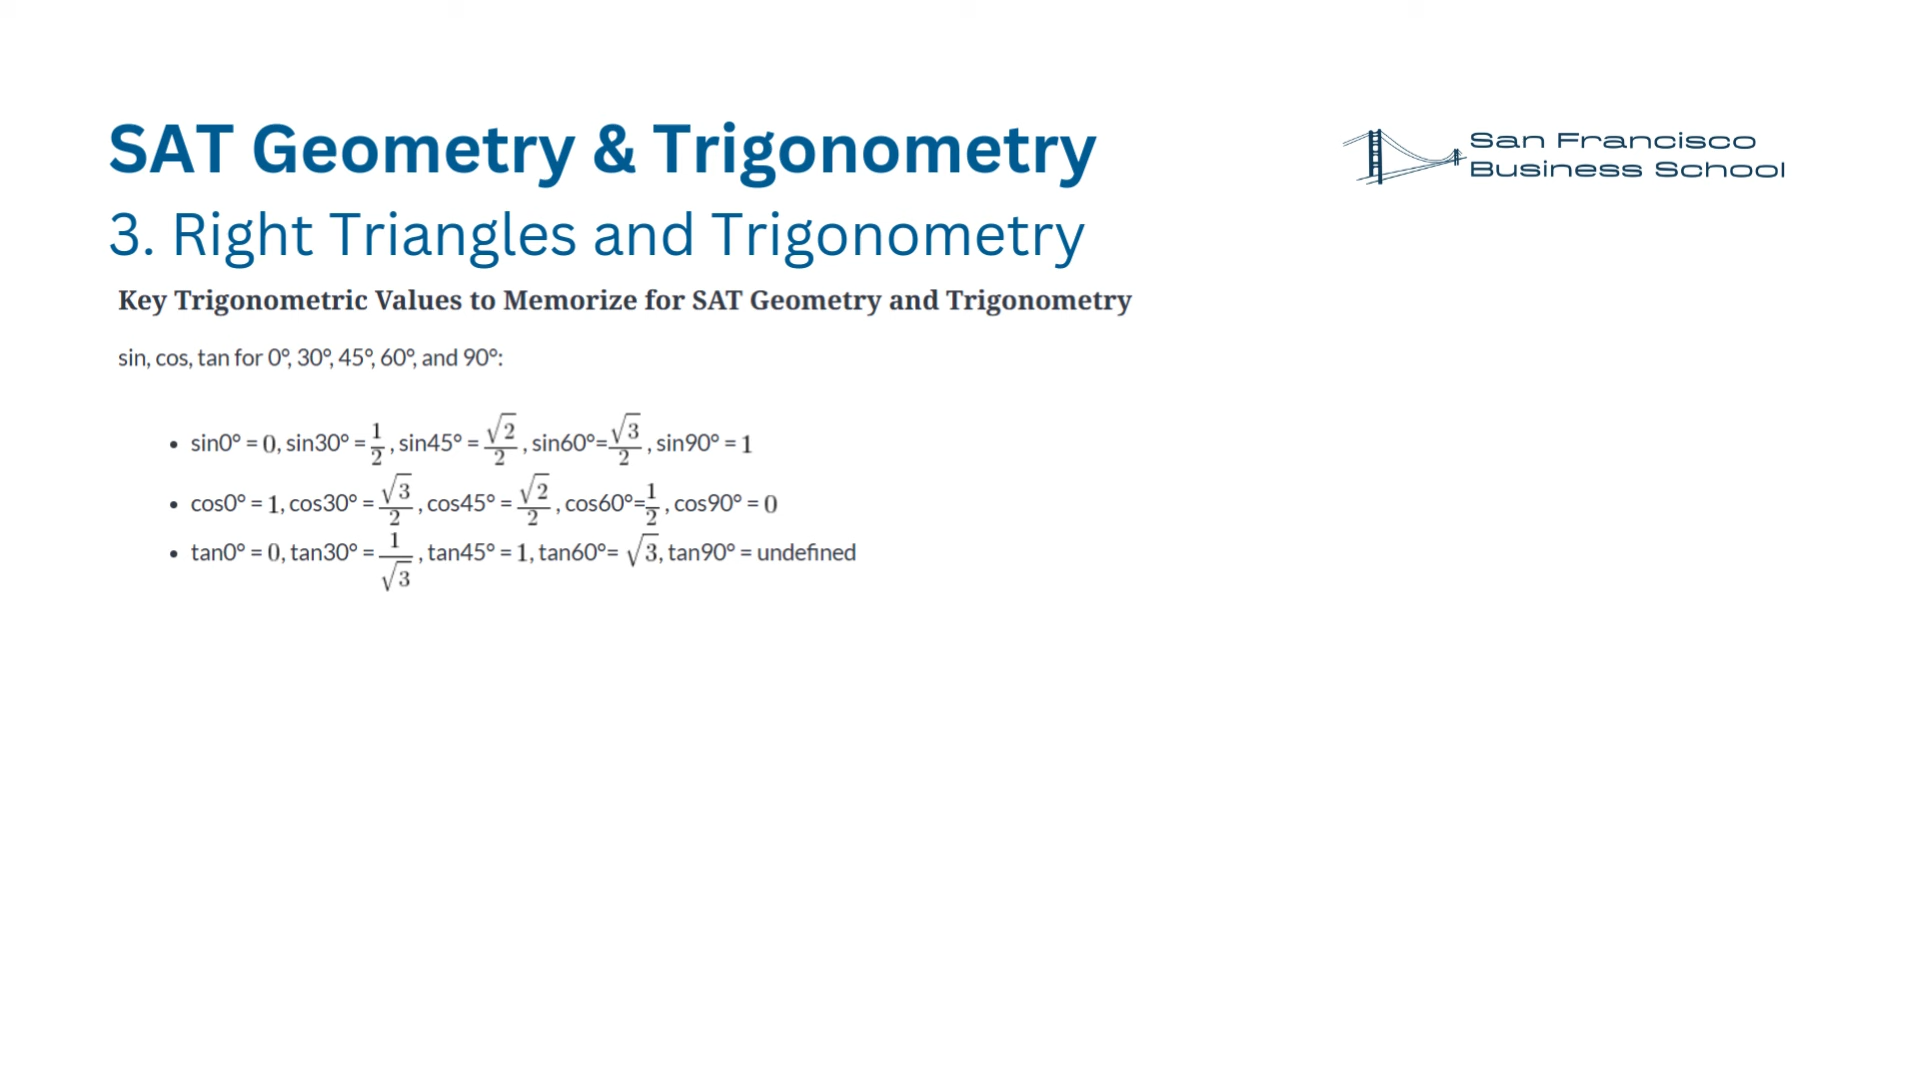 SAT Geometry & Trigonometry
San Francisco
Business School
3. Right Triangles and Trigonometry
Key Trigonometric Values to Memorize for SAT Geometry and Trigonometry
sin, cos, tan for 0°, 30°, 45°, 60°, and 90°:
• sin0° = 0, sin30° = 1/2, sin45° = √2/2, sin60°=√3/2, sin90° = 1
• cos0° = 1, cos30° = √3/2, cos45° = √2/2, cos60°=1/2, cos90° = 0
• tan0° = 0, tan30° = 1/√3, tan45° = 1, tan60°= √3, tan90° = undefined